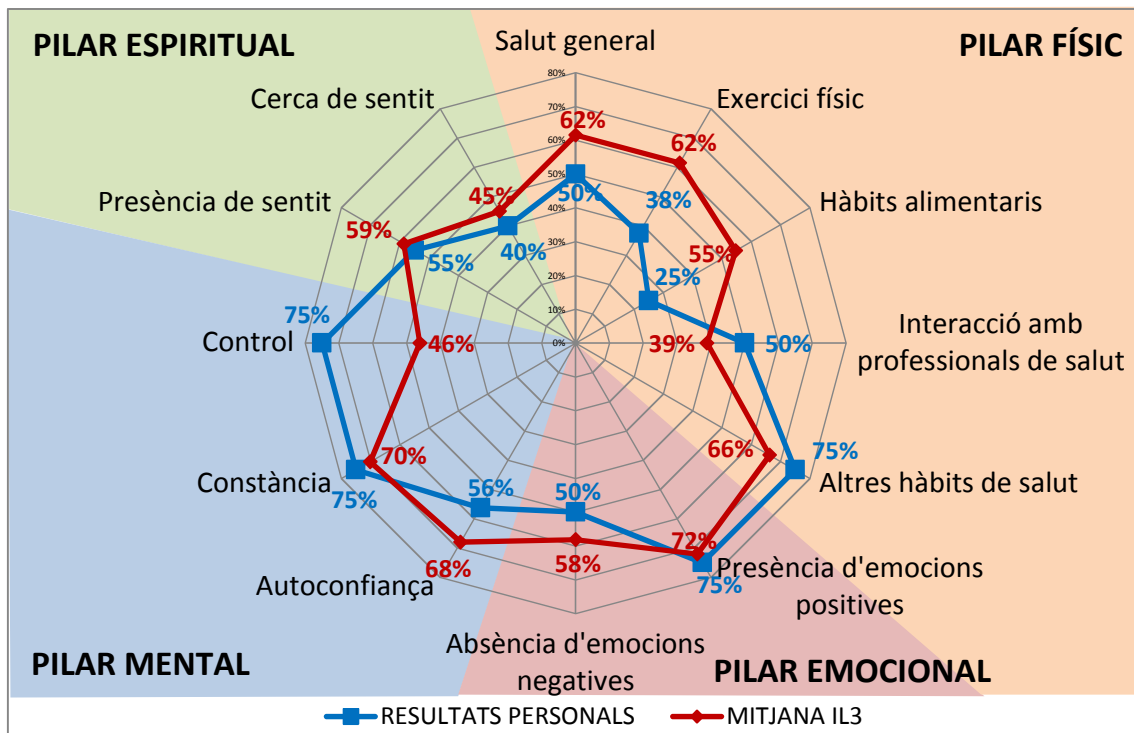 PILAR ESPIRITUAL
PILAR FÍSIC
Salut general
Cerca de sentit
Exercici físic
Presència de sentit
Hàbits alimentaris
Control
Interacció amb
professionals de salut
Constància
Altres hàbits de salut
Autoconfiança
Presència d'emocions
positives
Absència d'emocions
negatives
PILAR MENTAL
PILAR EMOCIONAL
80%
70%
60%
50%
40%
30%
20%
10%
0%
62%
62%
55%
39%
66%
72%
58%
68%
70%
46%
59%
45%
50%
38%
25%
50%
75%
75%
50%
56%
75%
75%
55%
40%
RESULTATS PERSONALS
MITJANA IL3